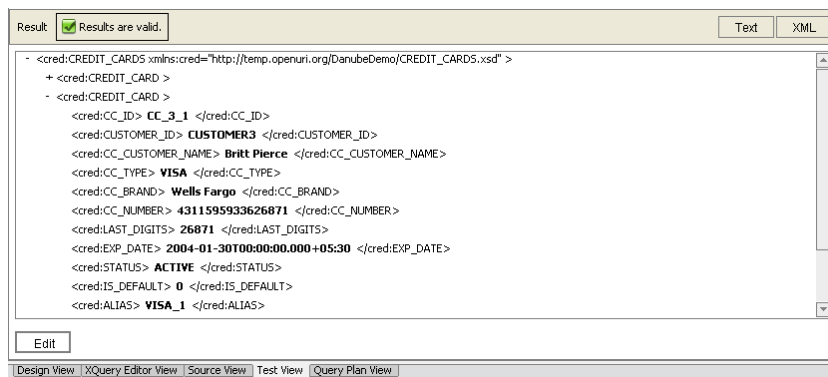 Result Results are valid. Text XML
- <cred:CREDIT_CARDS xmlns:cred="http://temp.openuri.org/DanubeDemo/CREDIT_CARDS.xsd" >
+ <cred:CREDIT_CARD >
- <cred:CREDIT_CARD >
<cred:CC_ID> CC_3_1 </cred:CC_ID>
<cred:CUSTOMER_ID> CUSTOMER3 </cred:CUSTOMER_ID>
<cred:CC_CUSTOMER_NAME> Britt Pierce </cred:CC_CUSTOMER_NAME>
<cred:CC_TYPE> VISA </cred:CC_TYPE>
<cred:CC_BRAND> Wells Fargo </cred:CC_BRAND>
<cred:CC_NUMBER> 4311595933626871 </cred:CC_NUMBER>
<cred:LAST_DIGITS> 26871 </cred:LAST_DIGITS>
<cred:EXP_DATE> 2004-01-30T00:00:00.000+05:30 </cred:EXP_DATE>
<cred:STATUS> ACTIVE </cred:STATUS>
<cred:IS_DEFAULT> 0 </cred:IS_DEFAULT>
<cred:ALIAS> VISA_1 </cred:ALIAS>
Edit
Design View XQuery Editor View Source View Test View Query Plan View